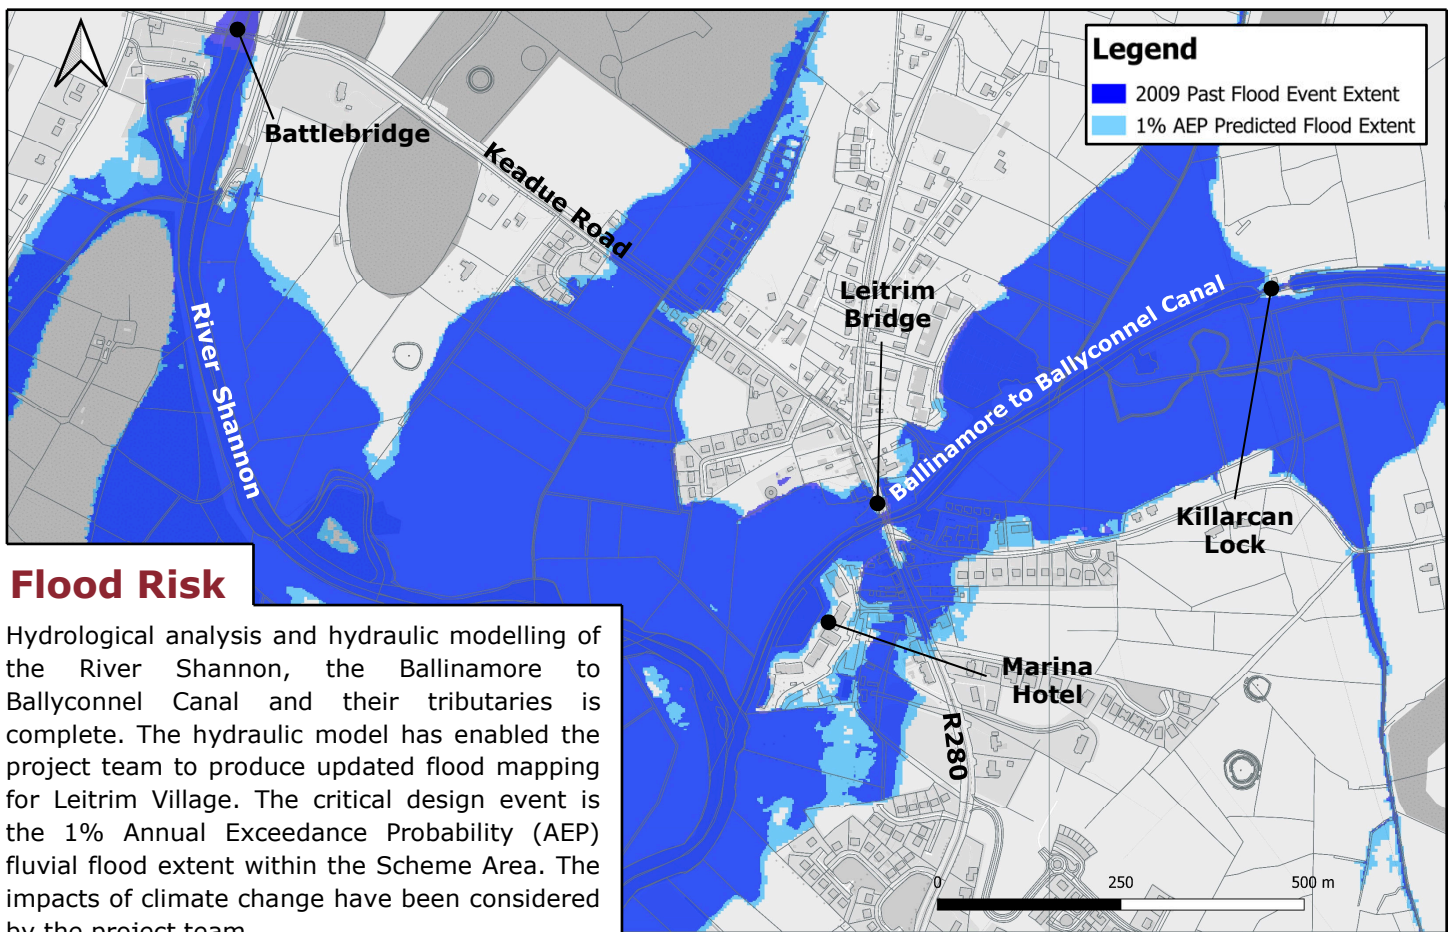 Legend
2009 Past Flood Event Extent
1% AEP Predicted Flood Extent
Battlebridge
Keadue Road
Leitrim
Bridge
Ballinamore to Ballyconnel Canal
River Shannon
Killarcan
Lock
Marina
Hotel
R280
0 250 500 m
Flood Risk
Hydrological analysis and hydraulic modelling of
the River Shannon, the Ballinamore to
Ballyconnel Canal and their tributaries is
complete. The hydraulic model has enabled the
project team to produce updated flood mapping
for Leitrim Village. The critical design event is
the 1% Annual Exceedance Probability (AEP)
fluvial flood extent within the Scheme Area. The
impacts of climate change have been considered
by the project team